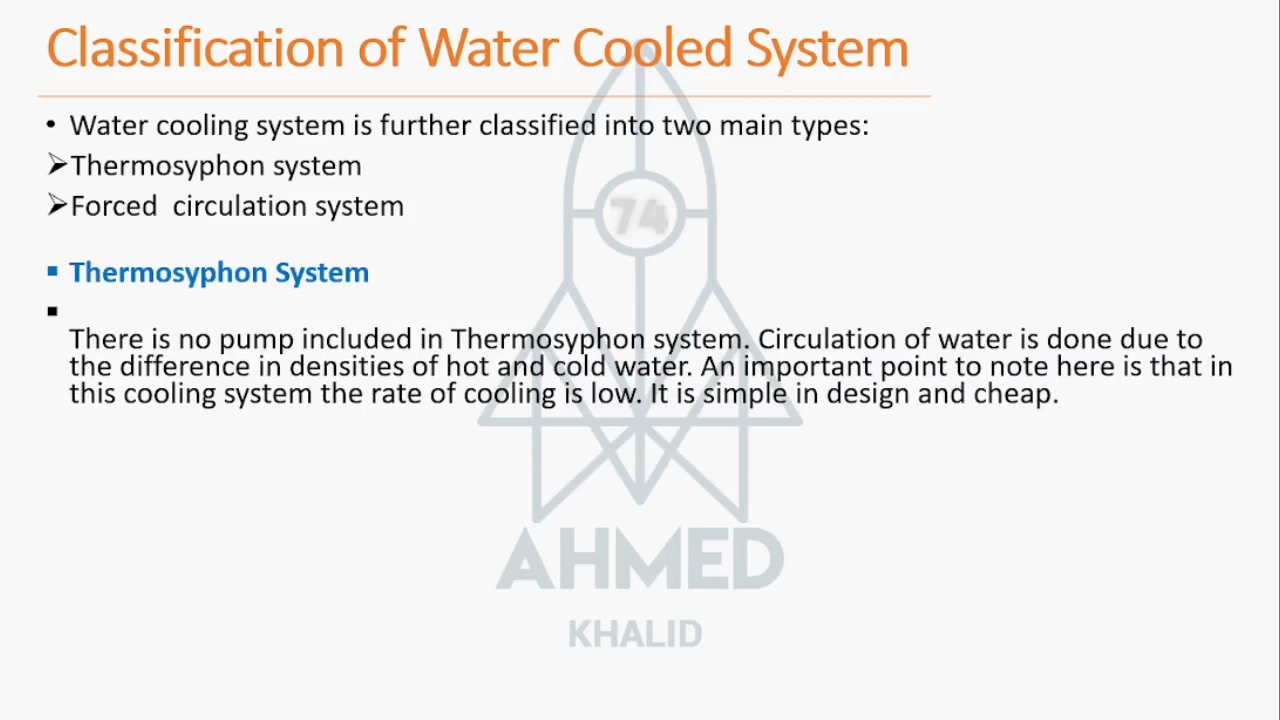 Classification of Water Cooled System
• Water cooling system is further classified into two main types:
➢Thermosyphon system
➢Forced circulation system
▪ Thermosyphon System
▪
There is no pump included in Thermosyphon system. Circulation of water is done due to
the difference in densities of hot and cold water. An important point to note here is that in
this cooling system the rate of cooling is low. It is simple in design and cheap.
74
AHMED
KHALID